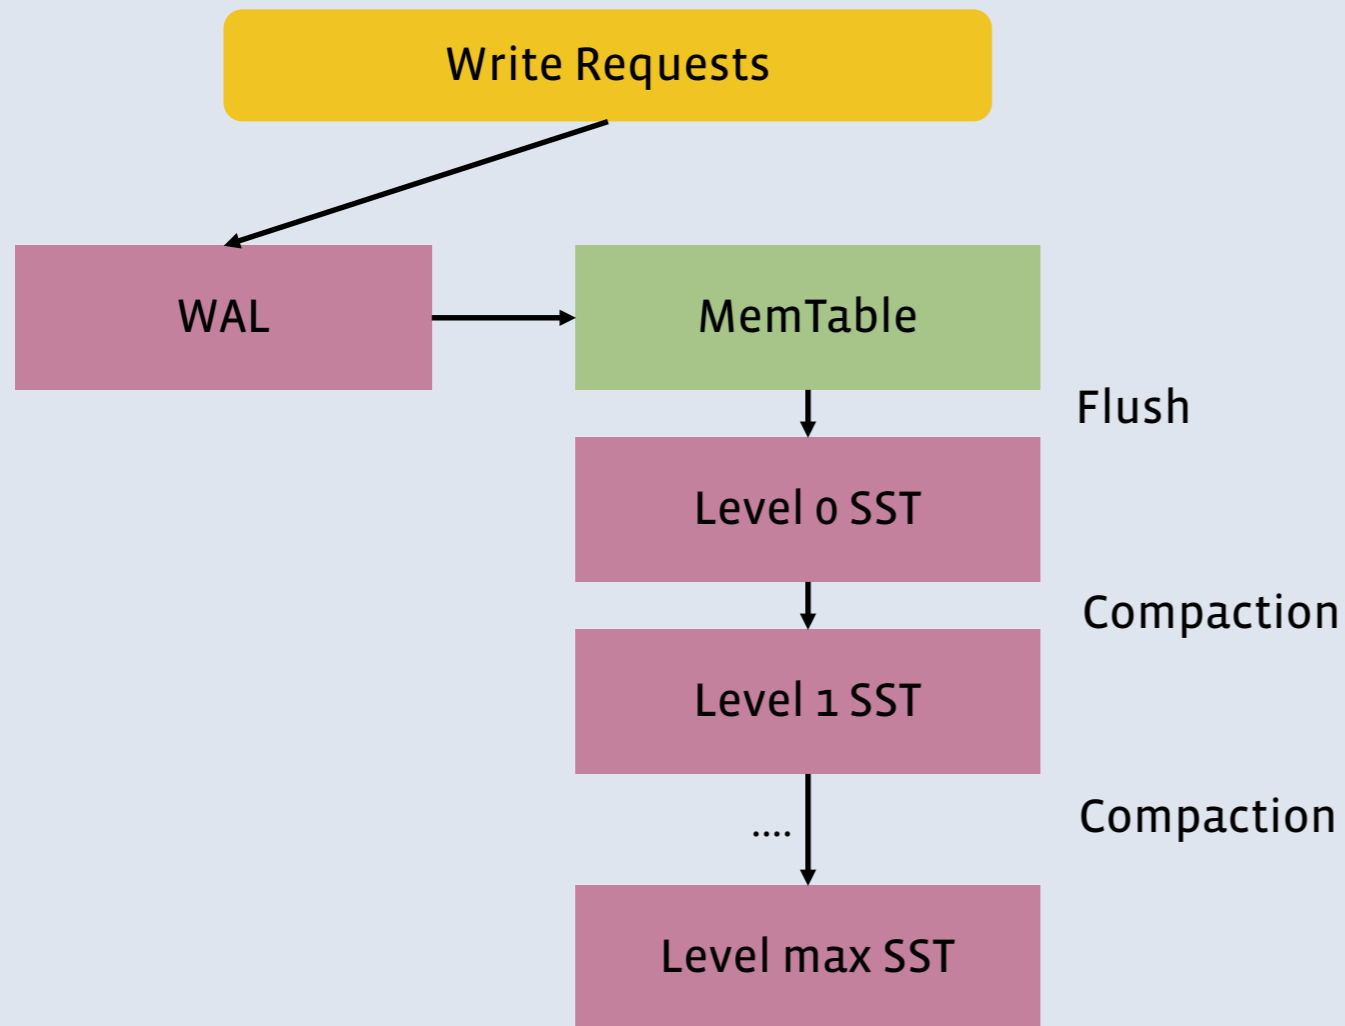 Write Requests
WAL
MemTable
Flush
Level 0 SST
Compaction
Level 1 SST
....
Compaction
Level max SST